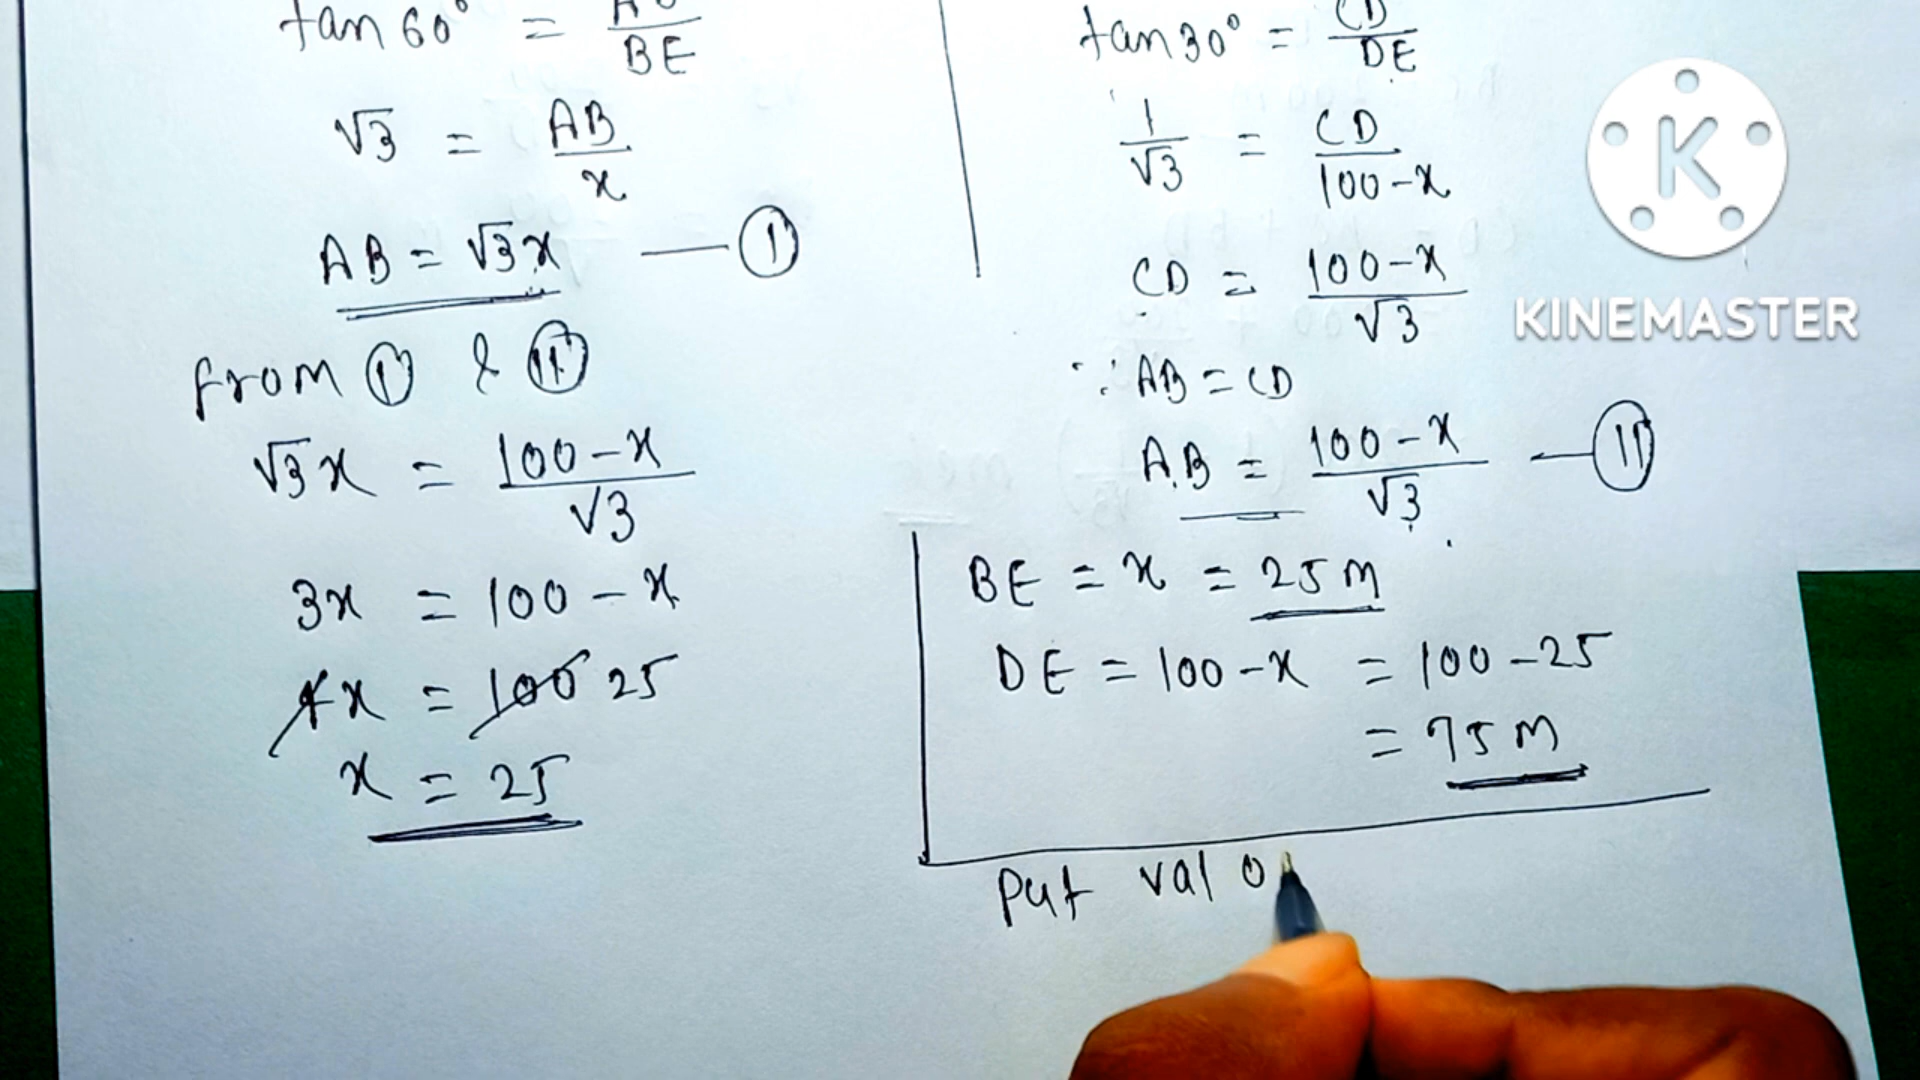 tan 60° = AB/BE
√3 = AB/x
AB = √3x — (I)
from (I) & (II)
√3x = (100-x)/√3
3x = 100 - x
4x = 100 25
x = 25
tan 30° = CD/DE
1/√3 = CD/(100-x)
CD = (100-x)/√3
∵ AB = CD
AB = (100-x)/√3 — (II)
BE = x = 25 M
DE = 100 - x = 100 - 25
= 75 M
Put val o
K
KINEMASTER